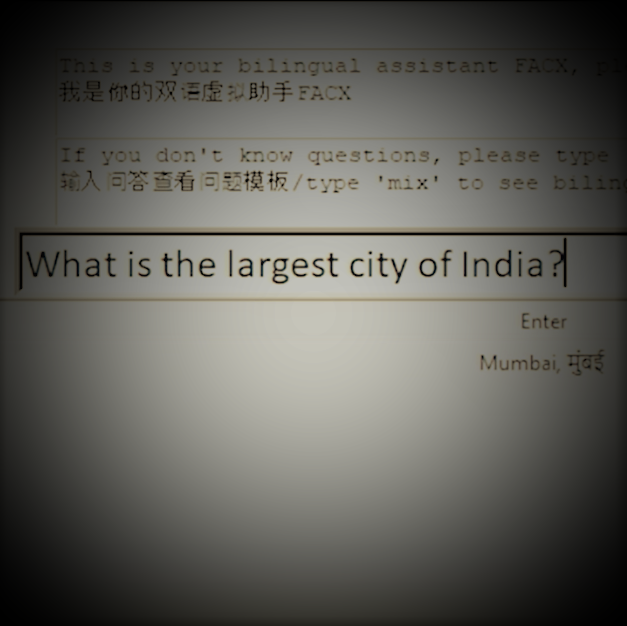 This is your bilingual assistant FACX,
我是你的双语虚拟助手FACX
If you don't know questions, please type
输入问答查看问题模板/type 'mix' to see
What is the largest city of India?
Enter
Mumbai, मुंबई